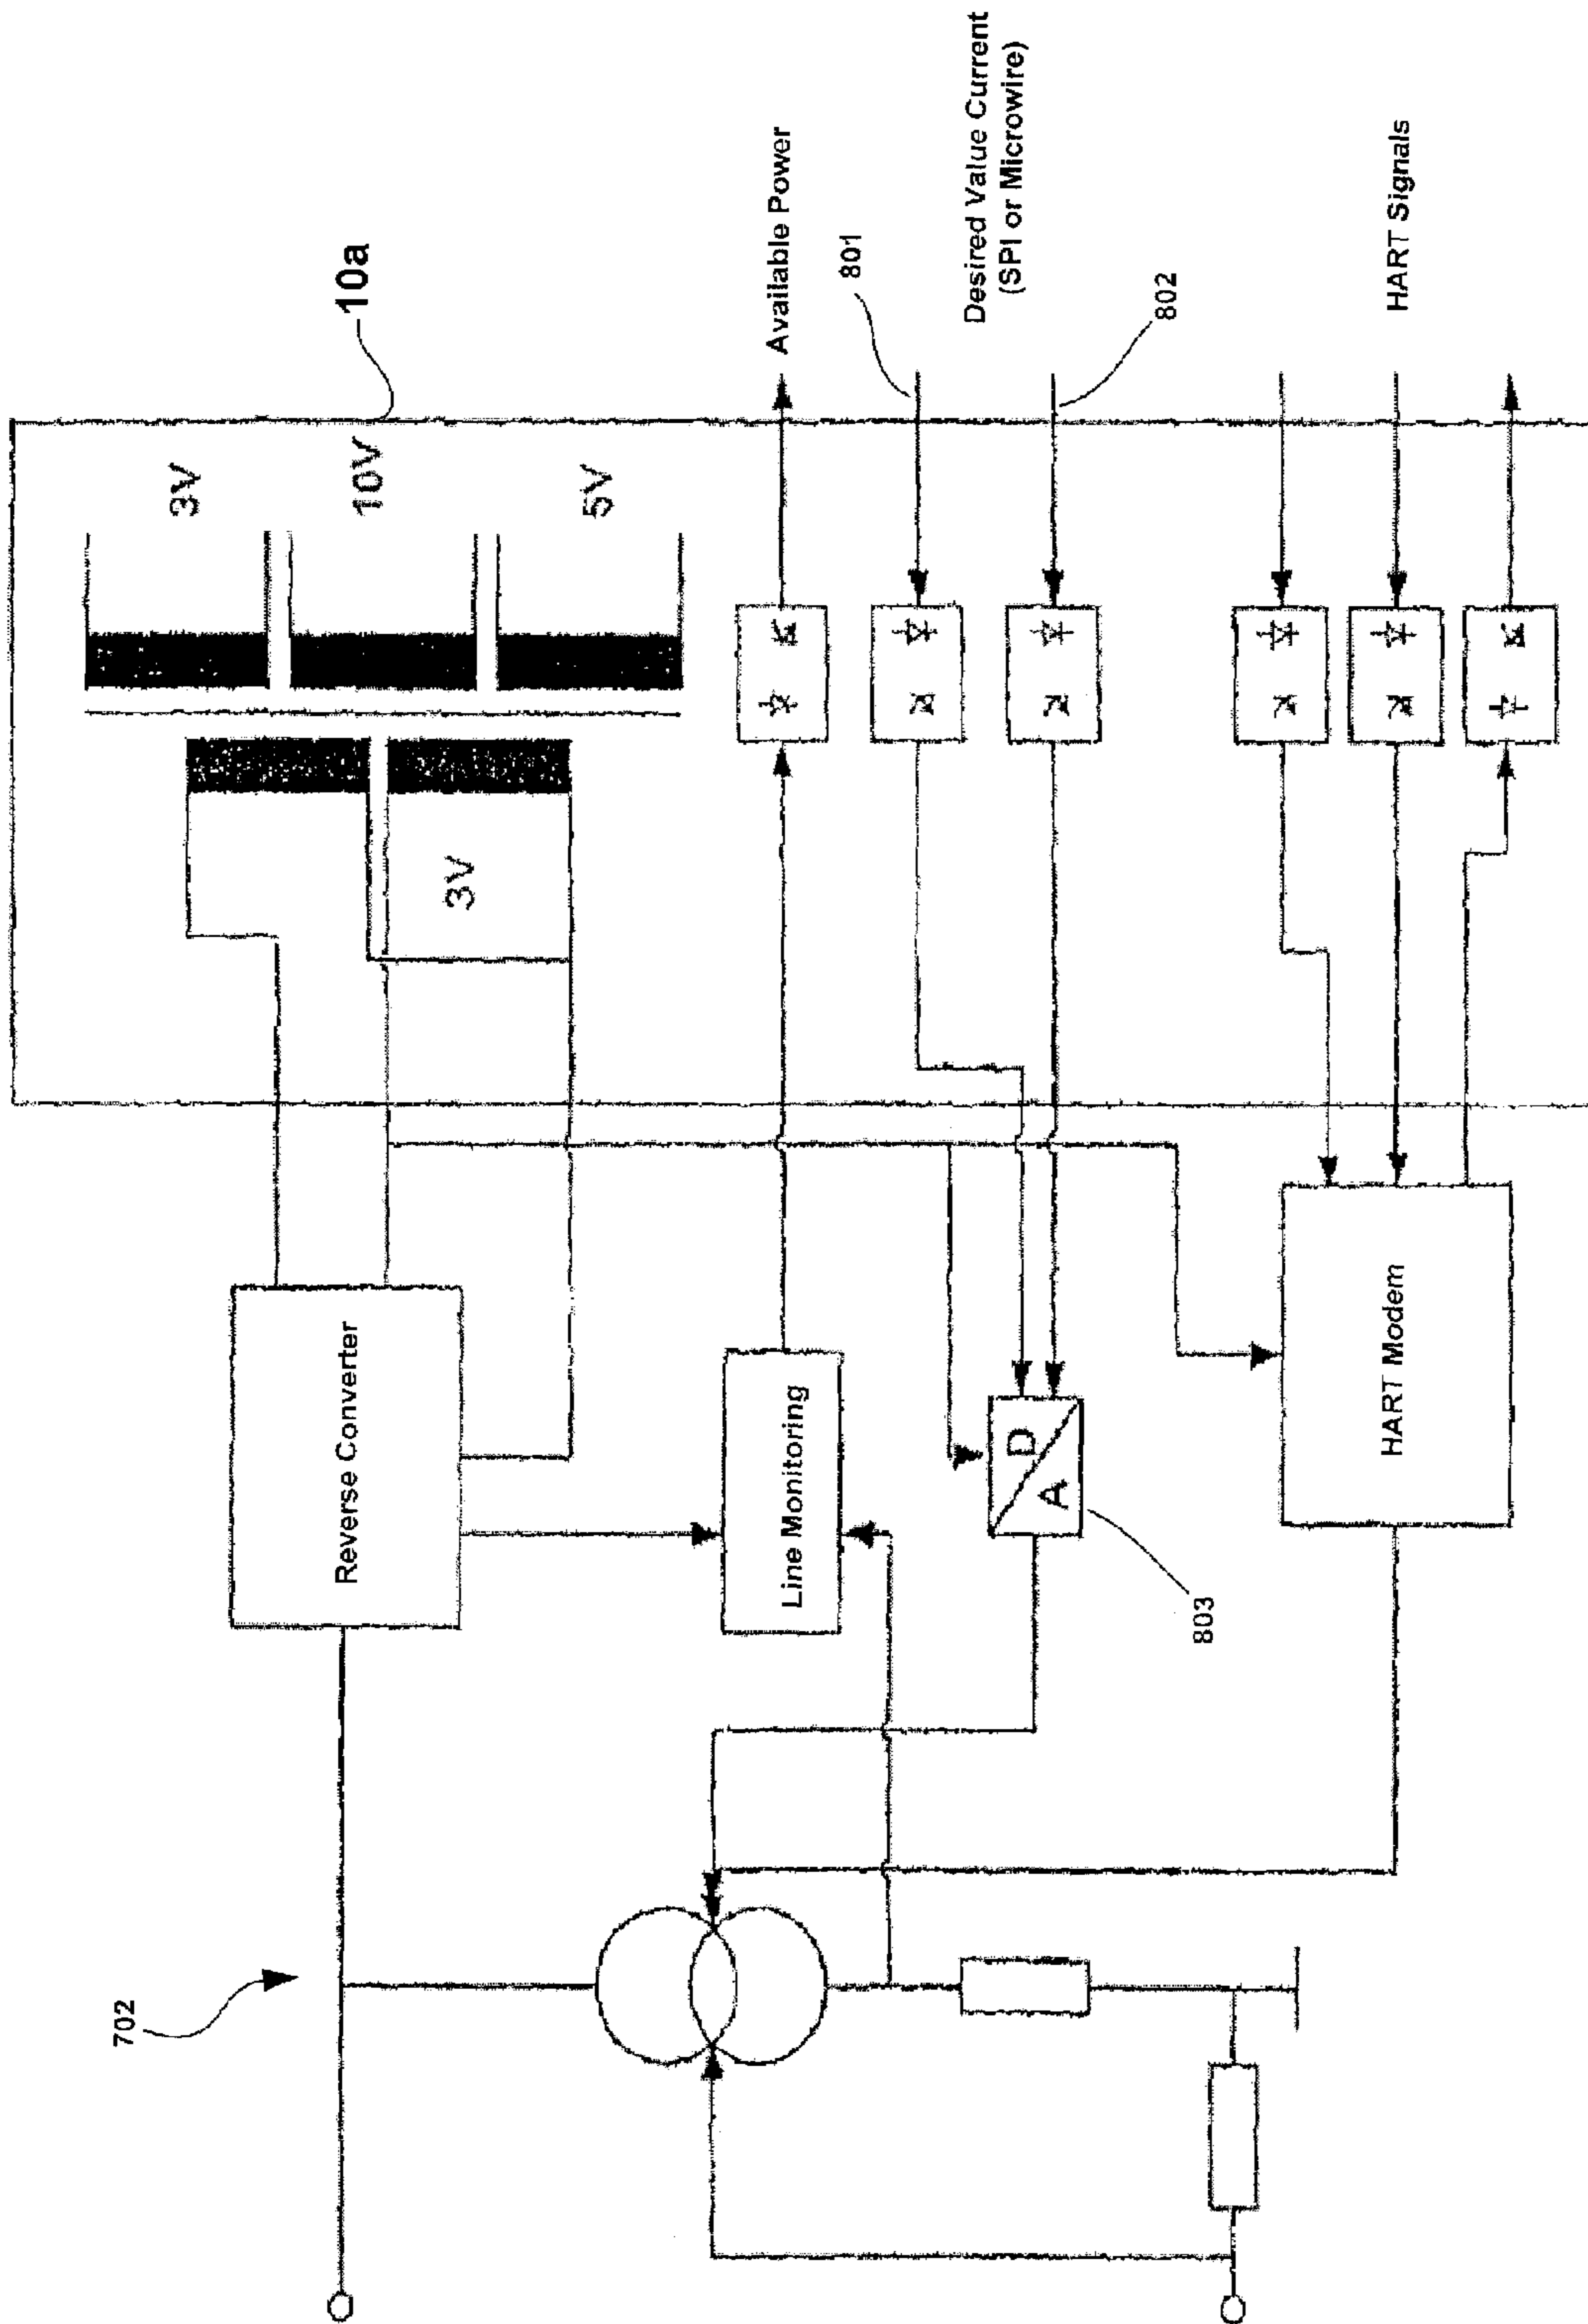 702
10a
3V
10V
5V
3V
Reverse Converter
Available Power
Line Monitoring
801
Desired Value Current
(SPI or Microwire)
802
D
A
803
HART Signals
HART Modem